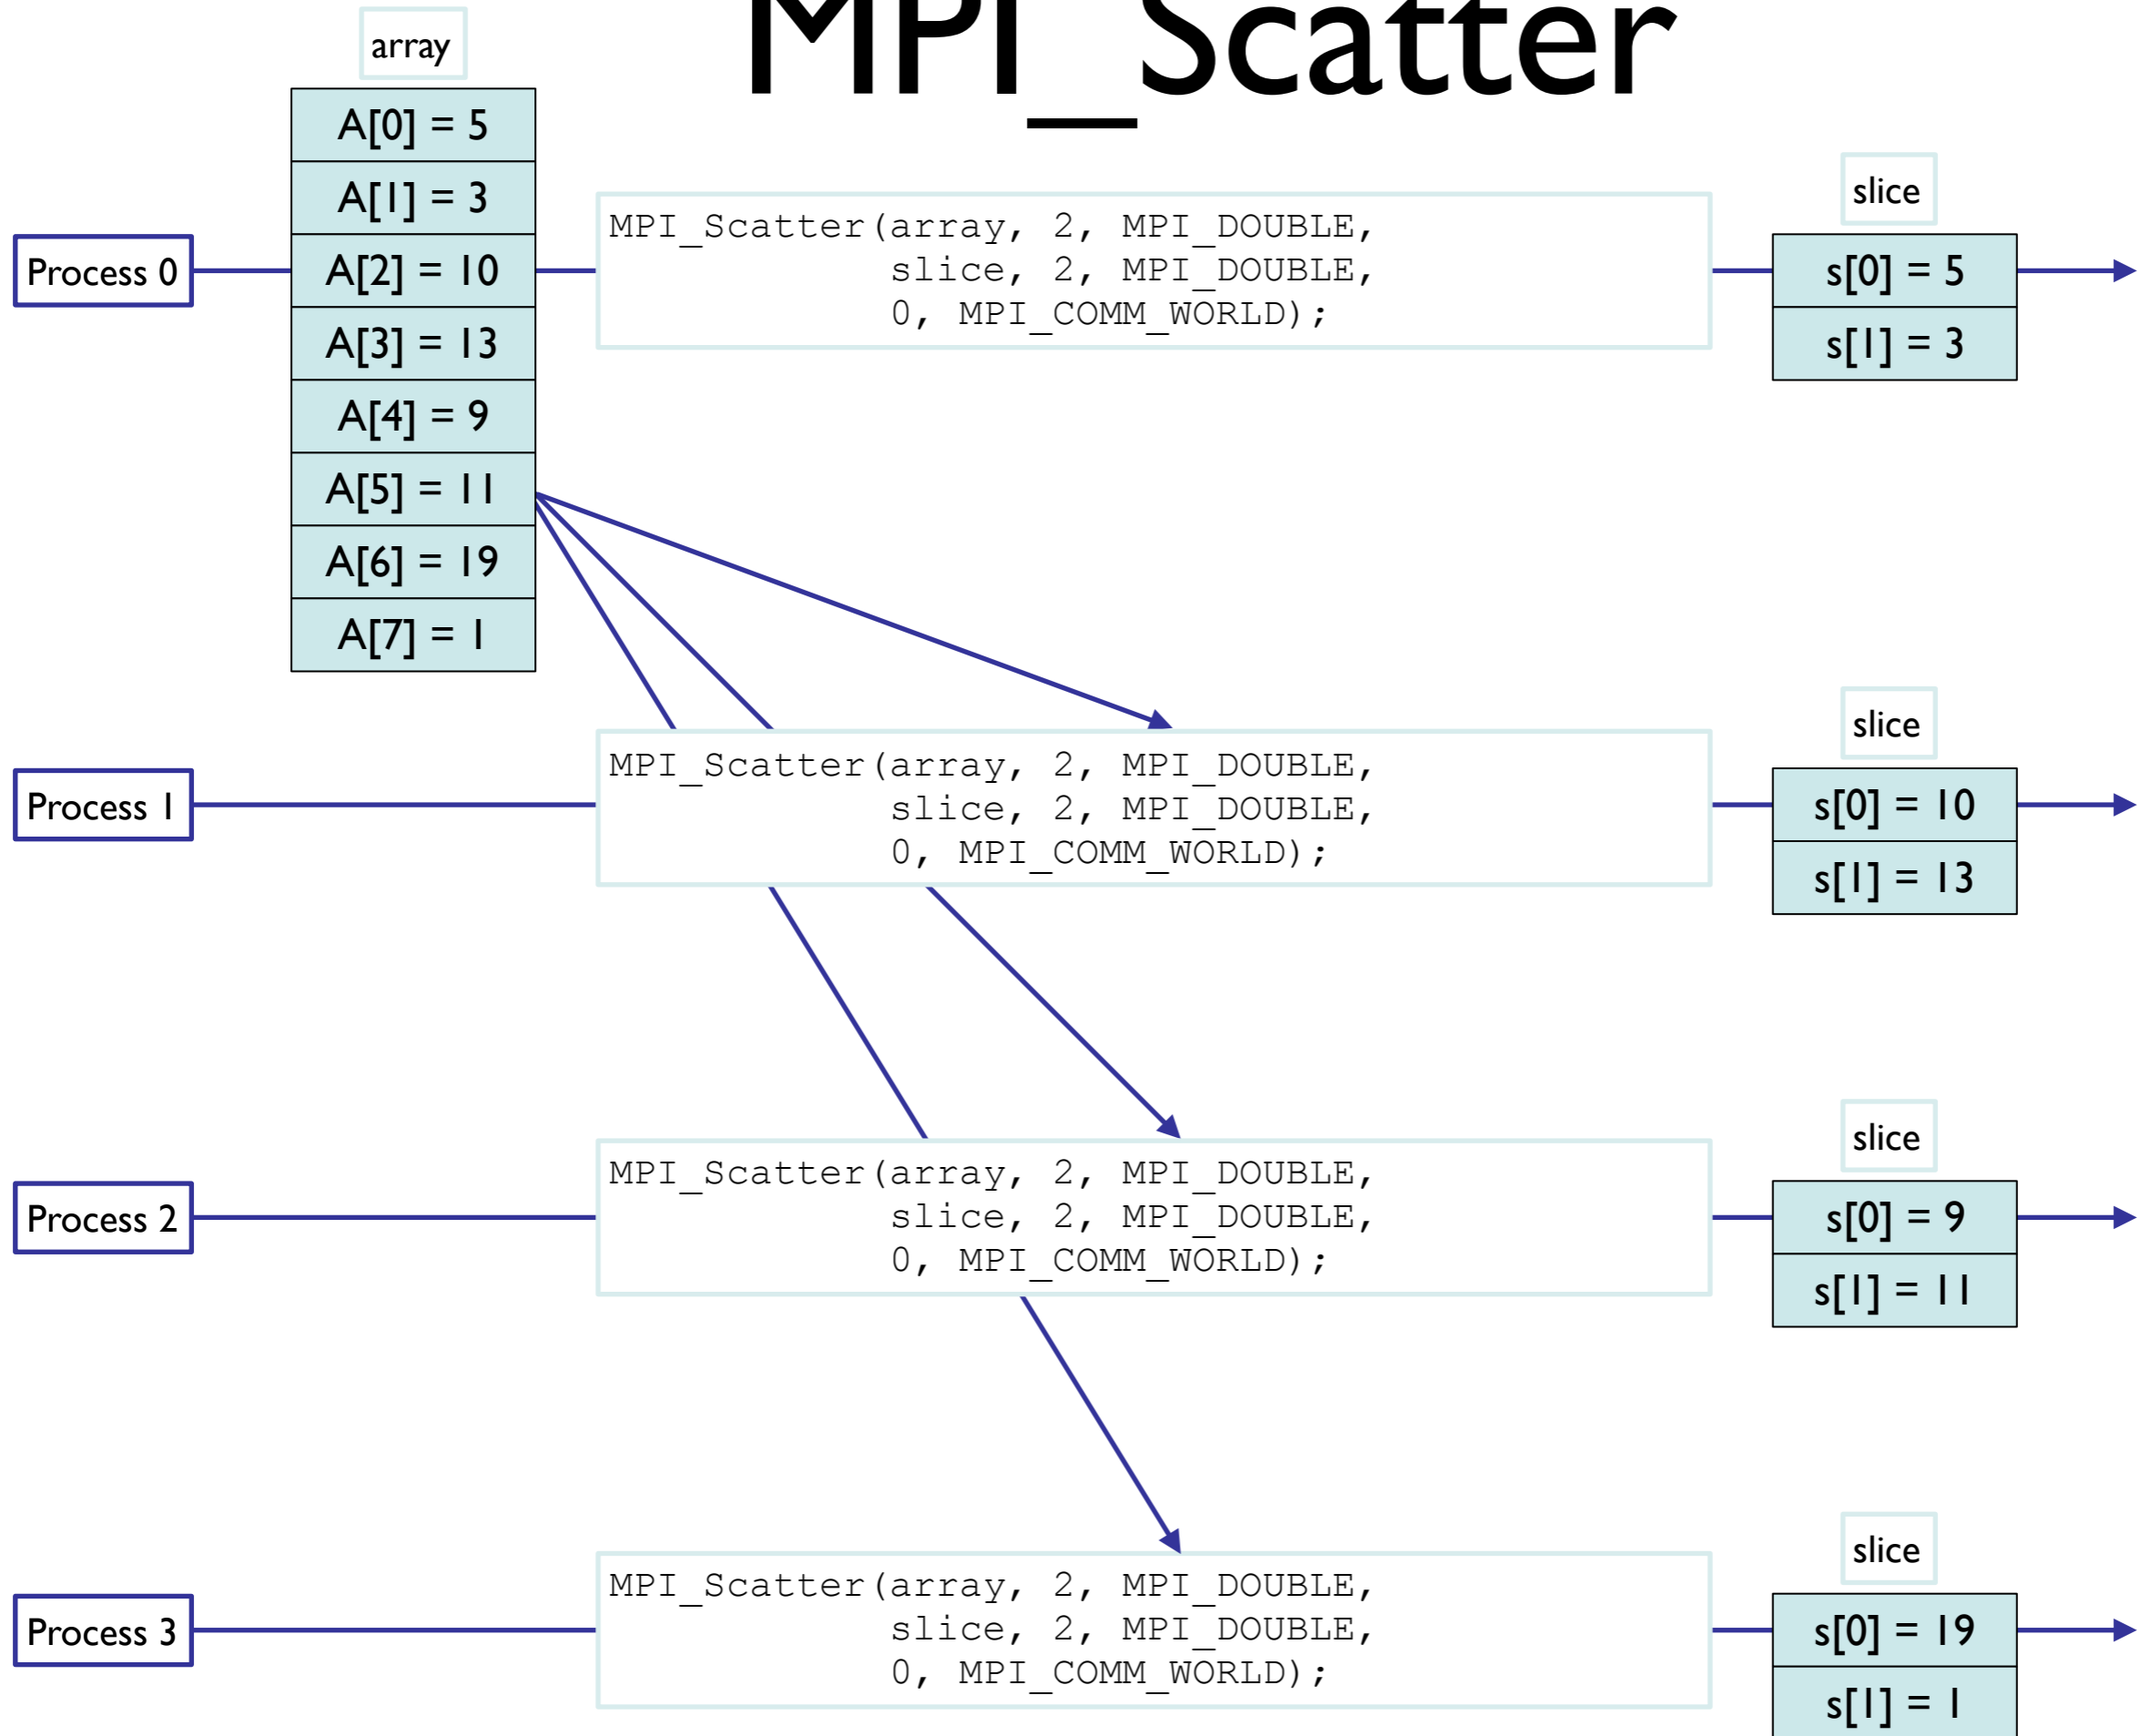 MPI_Scatter
array
A[0] = 5
A[1] = 3
A[2] = 10
A[3] = 13
A[4] = 9
A[5] = 11
A[6] = 19
A[7] = 1
Process 0
MPI_Scatter(array, 2, MPI_DOUBLE,
slice, 2, MPI_DOUBLE,
0, MPI_COMM_WORLD);
slice
s[0] = 5
s[1] = 3
Process 1
MPI_Scatter(array, 2, MPI_DOUBLE,
slice, 2, MPI_DOUBLE,
0, MPI_COMM_WORLD);
slice
s[0] = 10
s[1] = 13
Process 2
MPI_Scatter(array, 2, MPI_DOUBLE,
slice, 2, MPI_DOUBLE,
0, MPI_COMM_WORLD);
slice
s[0] = 9
s[1] = 11
Process 3
MPI_Scatter(array, 2, MPI_DOUBLE,
slice, 2, MPI_DOUBLE,
0, MPI_COMM_WORLD);
slice
s[0] = 19
s[1] = 1